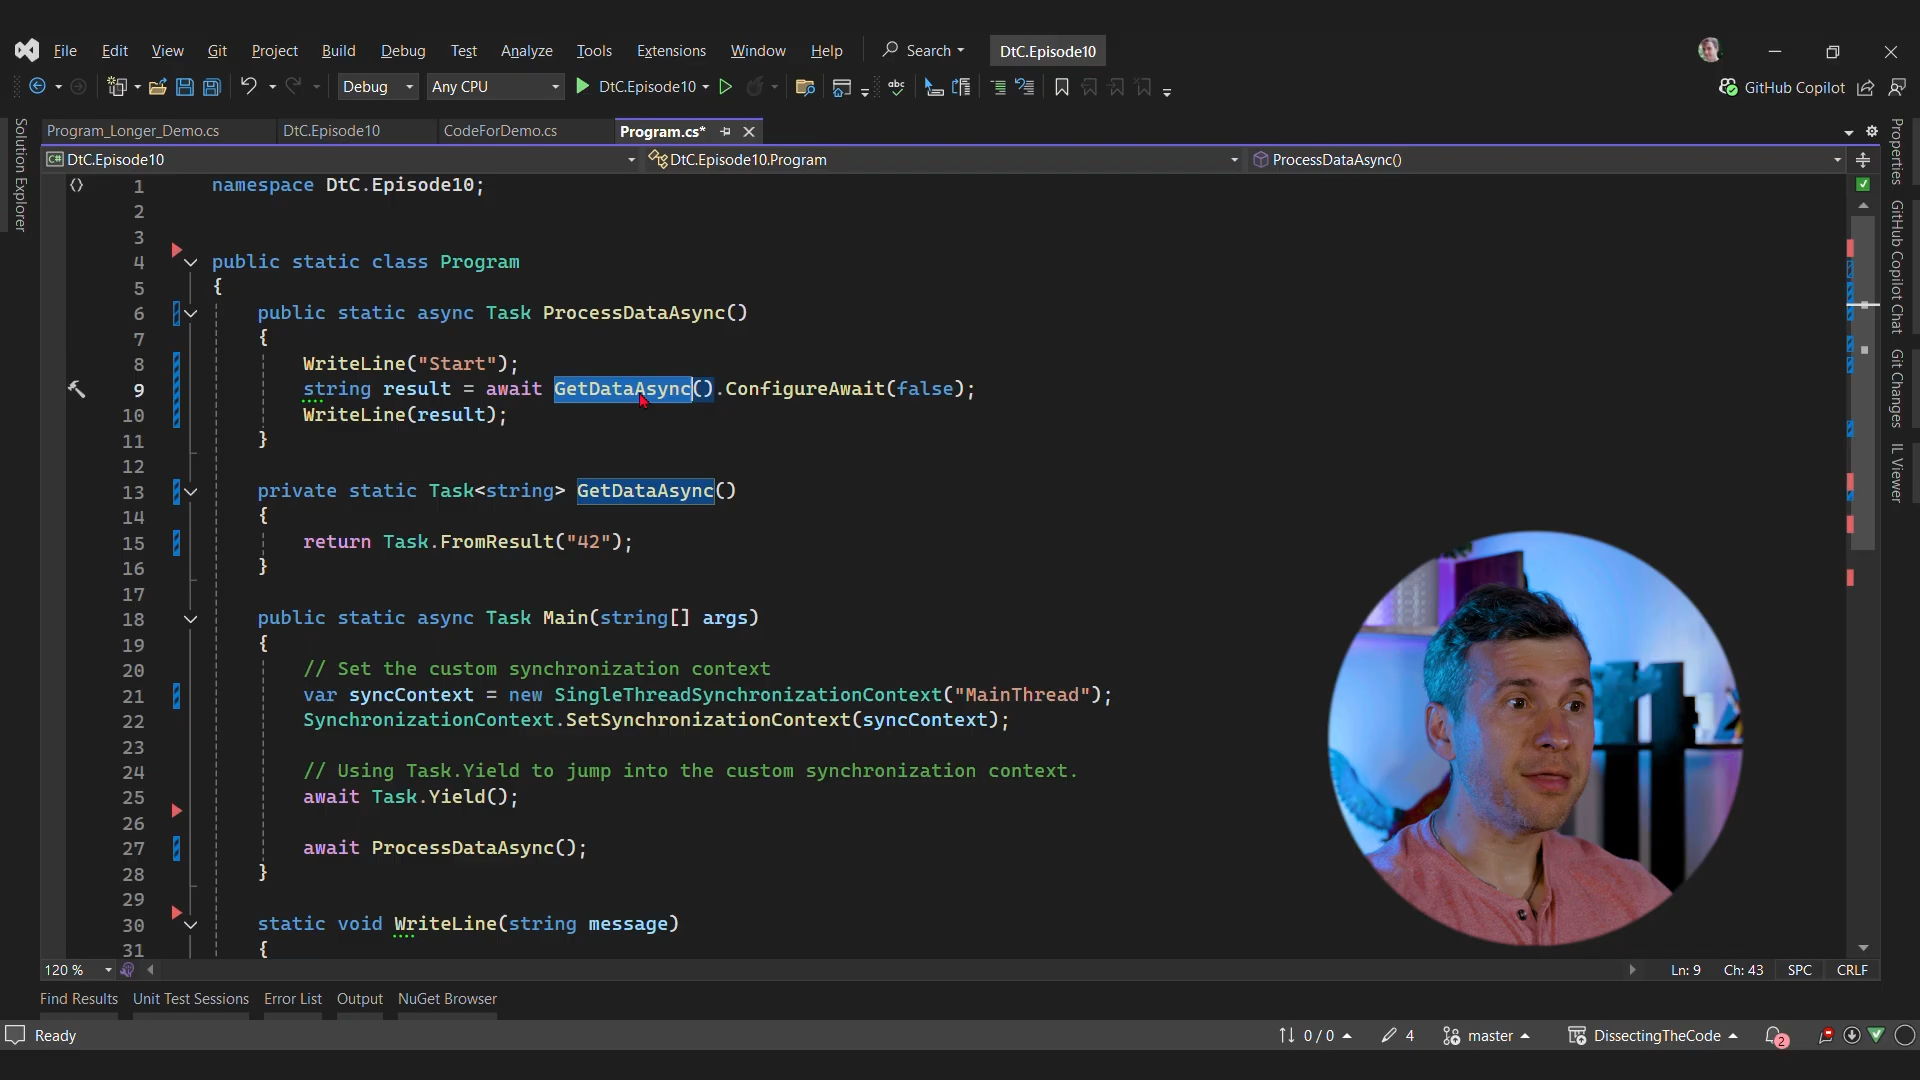 File Edit View Git Project Build Debug Test Analyze Tools Extensions Window Help Search DtC.Episode10
Debug Any CPU DtC.Episode10 abc GitHub Copilot
Program_Longer_Demo.cs DtC.Episode10 CodeForDemo.cs Program.cs*
C# DtC.Episode10 DtC.Episode10.Program ProcessDataAsync()
Solution Explorer
Properties
GitHub Copilot Chat
Git Changes
IL Viewer
1 namespace DtC.Episode10;
2
3
4 public static class Program
5 {
6 public static async Task ProcessDataAsync()
7 {
8 WriteLine("Start");
9 string result = await GetDataAsync().ConfigureAwait(false);
10 WriteLine(result);
11 }
12
13 private static Task<string> GetDataAsync()
14 {
15 return Task.FromResult("42");
16 }
17
18 public static async Task Main(string[] args)
19 {
20 // Set the custom synchronization context
21 var syncContext = new SingleThreadSynchronizationContext("MainThread");
22 SynchronizationContext.SetSynchronizationContext(syncContext);
23
24 // Using Task.Yield to jump into the custom synchronization context.
25 await Task.Yield();
26
27 await ProcessDataAsync();
28 }
29
30 static void WriteLine(string message)
31 {
120 % Ln: 9 Ch: 43 SPC CRLF
Find Results Unit Test Sessions Error List Output NuGet Browser
Ready 0 / 0 4 master DissectingTheCode 2